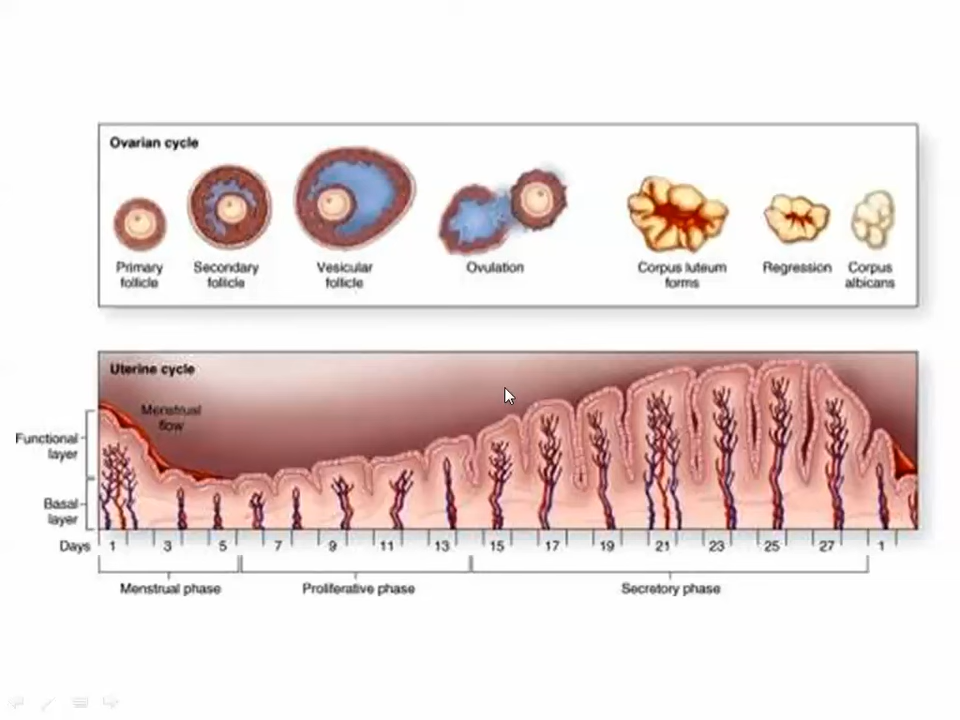 Ovarian cycle
Primary
follicle
Secondary
follicle
Vesicular
follicle
Ovulation
Corpus luteum
forms
Regression
Corpus
albicans
Uterine cycle
Menstrual
flow
Functional
layer
Basal
layer
Days 1 3 5 7 9 11 13 15 17 19 21 23 25 27 1
Menstrual phase Proliferative phase Secretory phase